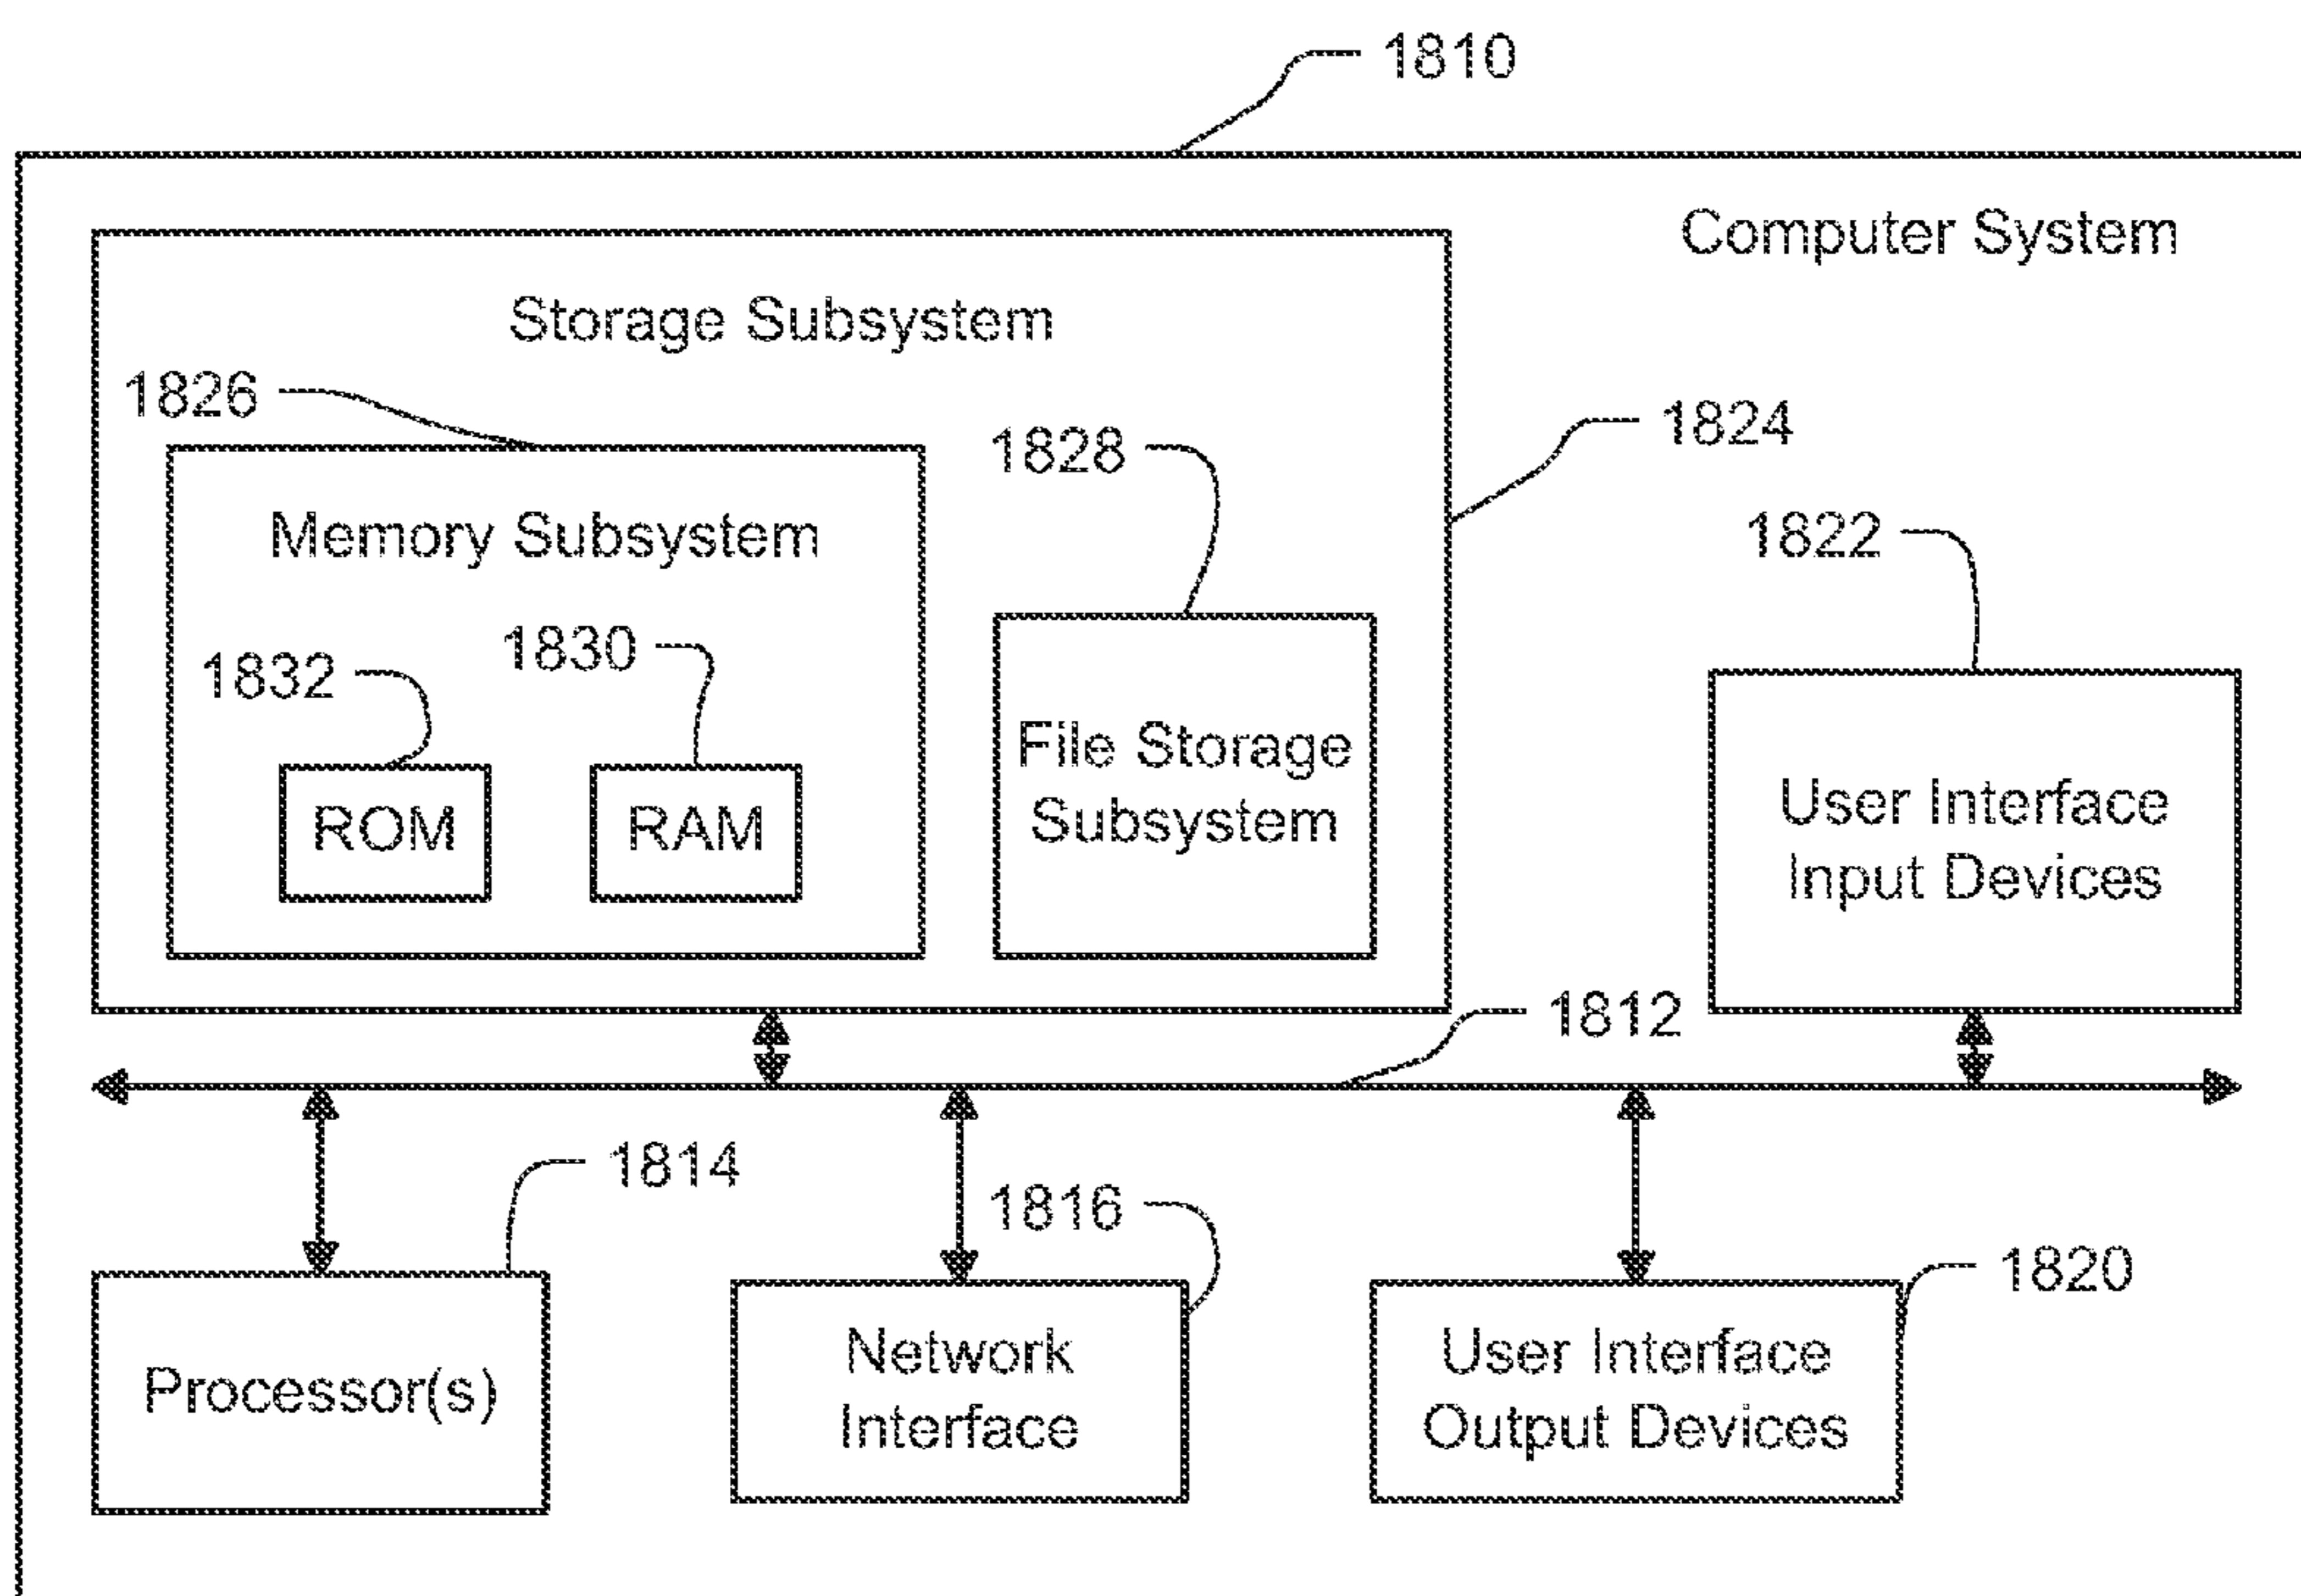 1810
Computer System
Storage Subsystem
1826
1824
1828
Memory Subsystem
1822
1830
1832
File Storage
Subsystem
ROM
RAM
User Interface
Input Devices
1812
1814
1816
1820
Processor(s)
Network
Interface
User Interface
Output Devices